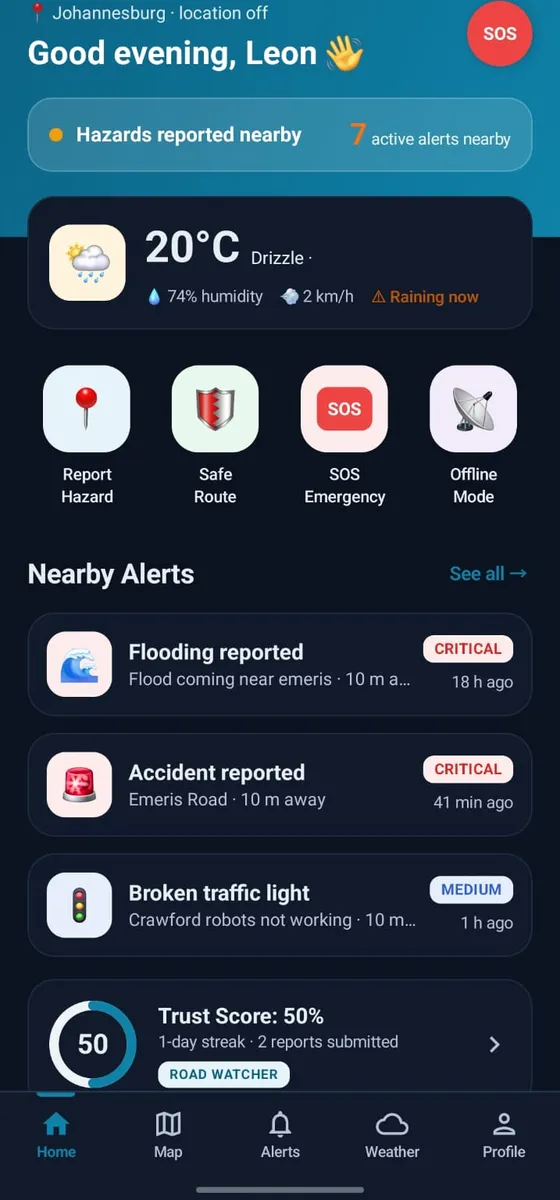 Johannesburg · location off
Good evening, Leon 👋
SOS
Hazards reported nearby
7 active alerts nearby
20°C Drizzle ·
74% humidity 2 km/h ⚠ Raining now
Report
Hazard
Safe
Route
SOS
SOS
Emergency
Offline
Mode
Nearby Alerts
See all →
Flooding reported
CRITICAL
Flood coming near emeris · 10 m a...
18 h ago
Accident reported
CRITICAL
Emeris Road · 10 m away
41 min ago
Broken traffic light
MEDIUM
Crawford robots not working · 10 m...
1 h ago
50
Trust Score: 50%
1-day streak · 2 reports submitted
ROAD WATCHER
Home
Map
Alerts
Weather
Profile